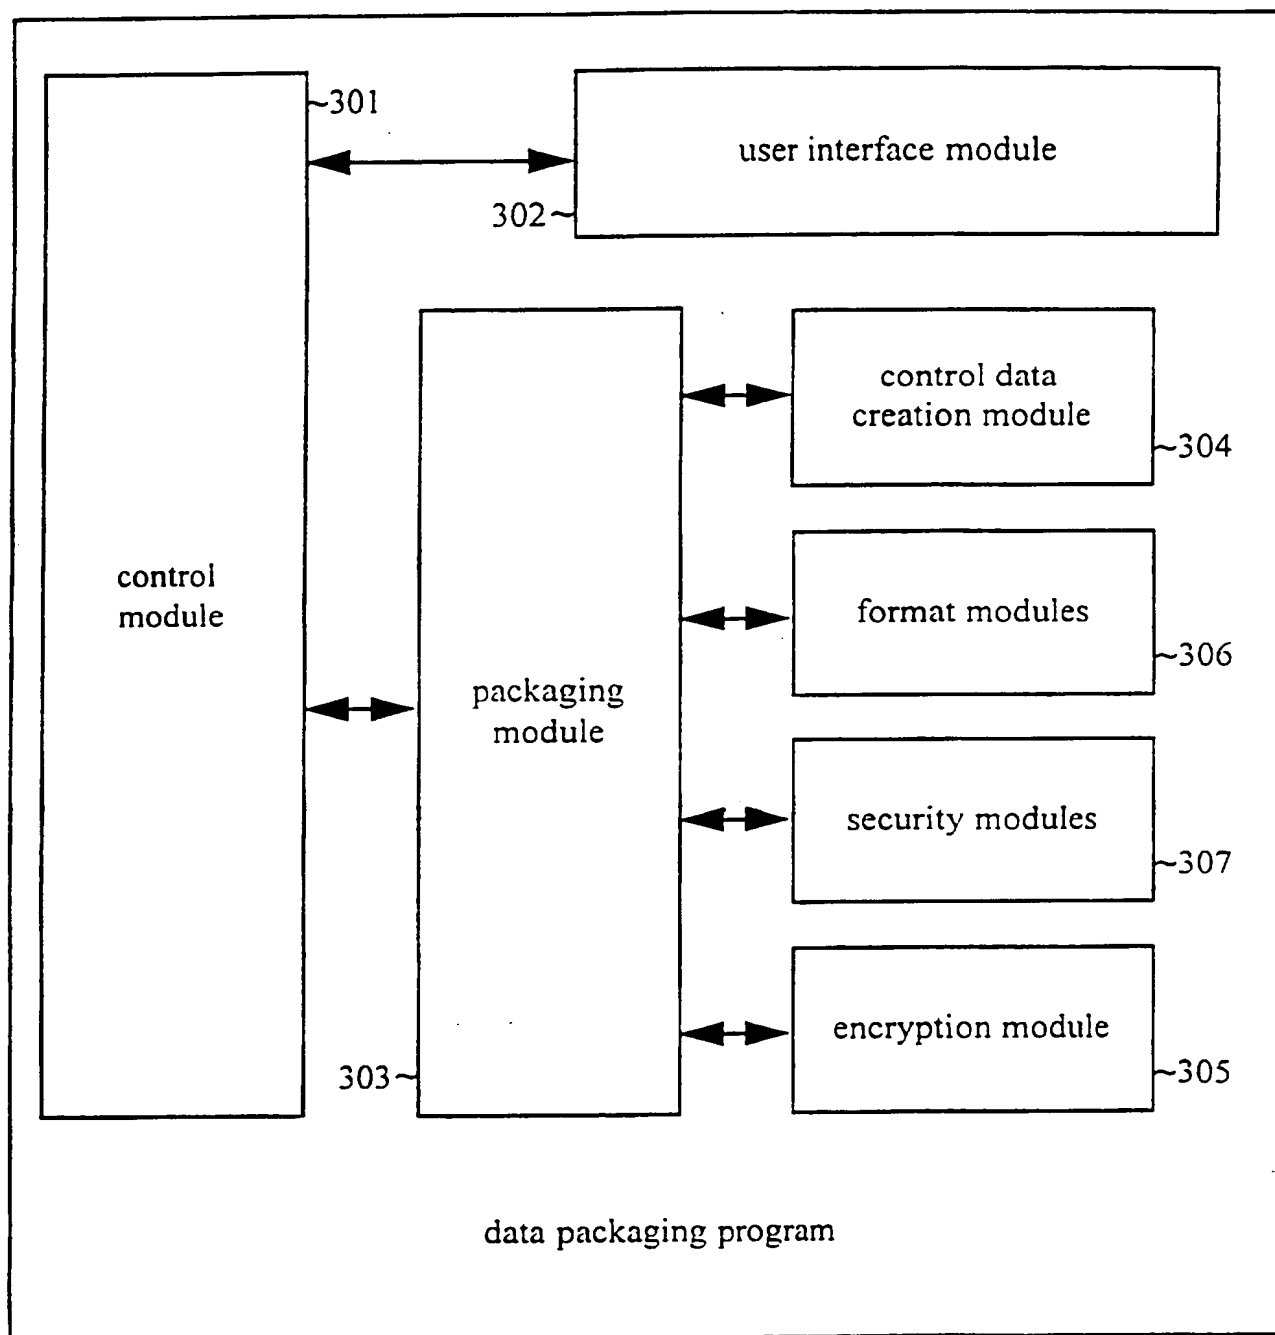 301
user interface module
302
control data
creation module
304
control
module
format modules
306
packaging
module
security modules
307
encryption module
303
305
data packaging program